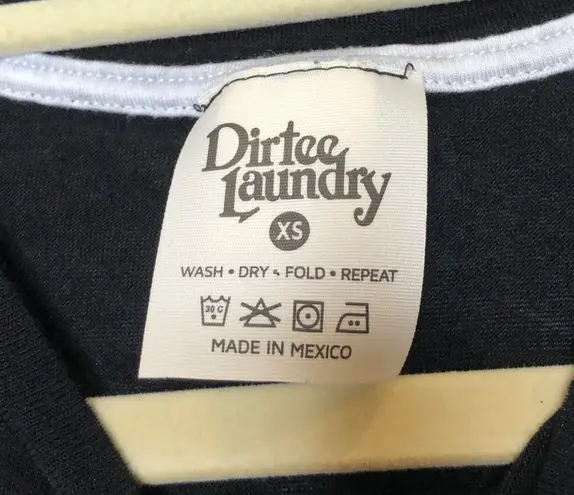 Dirtee
Laundry
XS
WASH • DRY • FOLD • REPEAT
30 C
MADE IN MEXICO